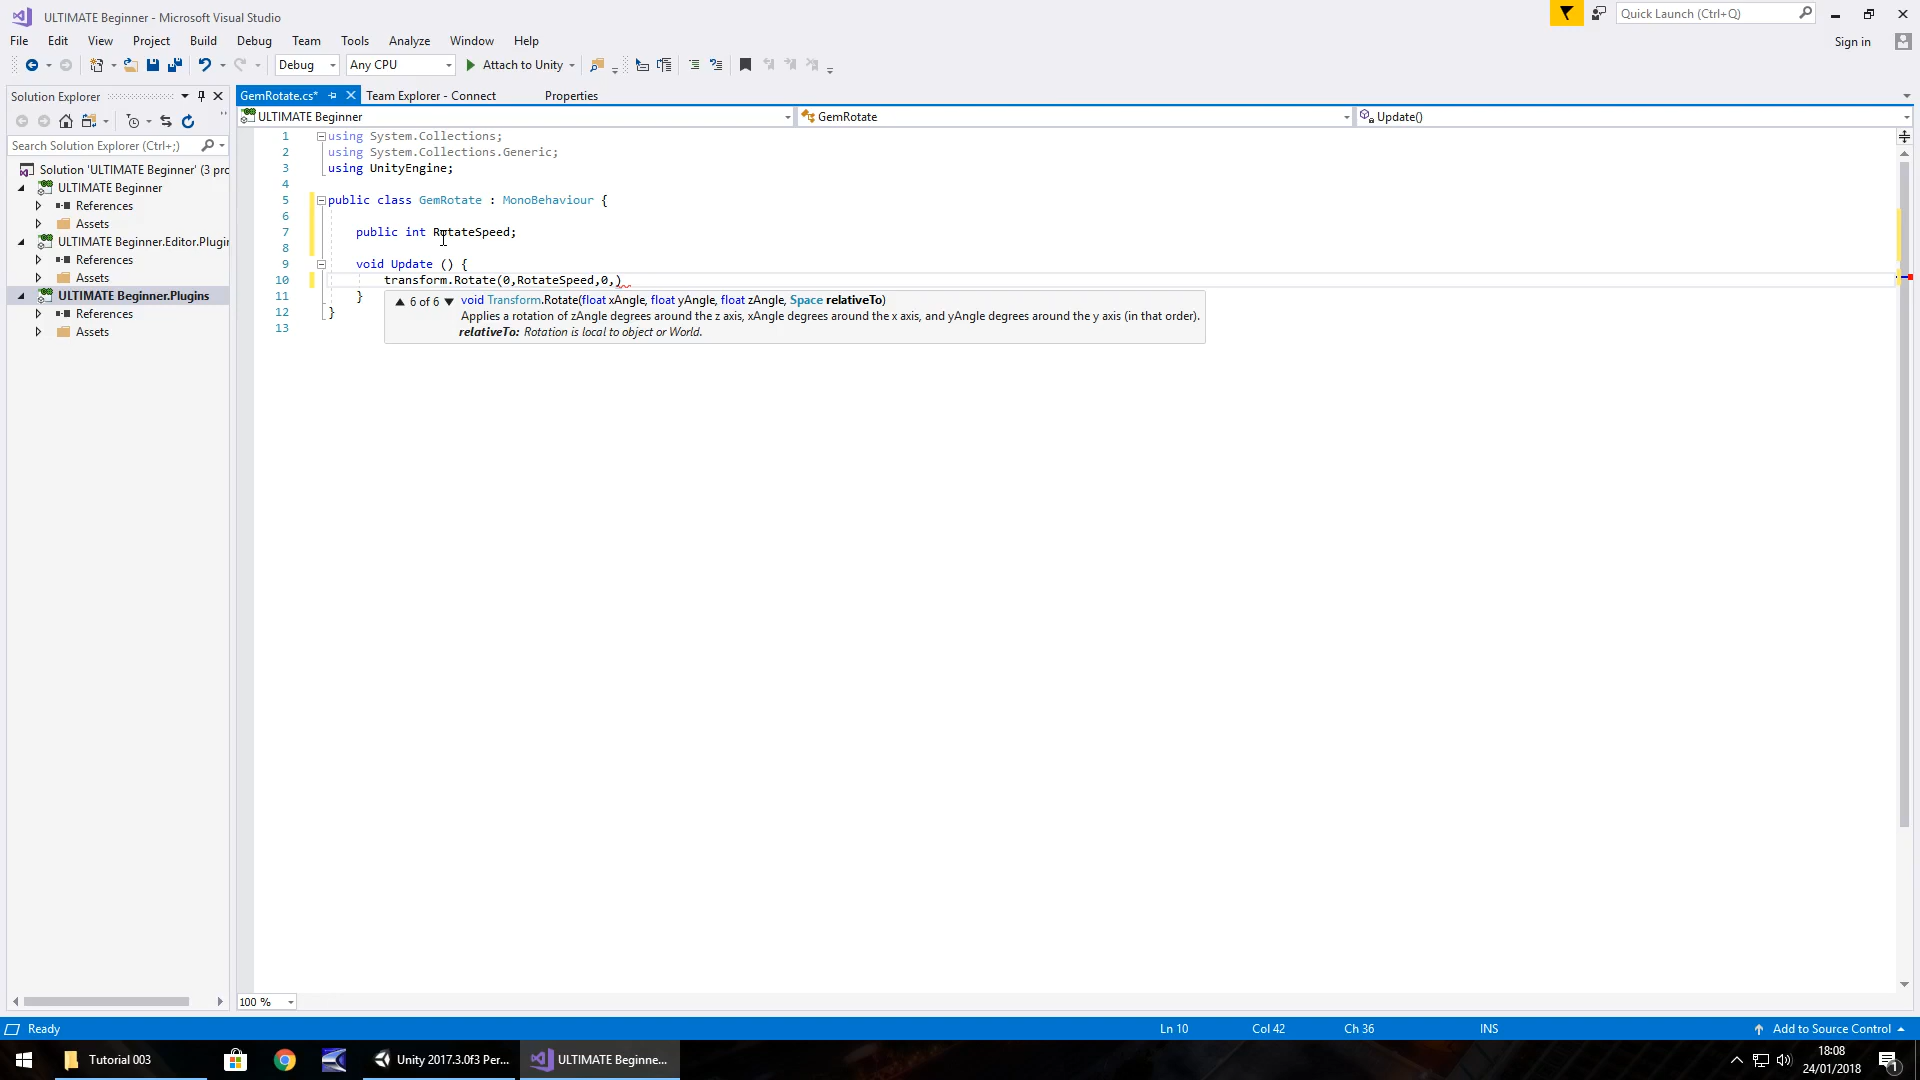 ULTIMATE Beginner - Microsoft Visual Studio
Quick Launch (Ctrl+Q)
File Edit View Project Build Debug Team Tools Analyze Window Help
Sign in
Debug Any CPU Attach to Unity
Solution Explorer
GemRotate.cs* Team Explorer - Connect Properties
ULTIMATE Beginner GemRotate Update()
Search Solution Explorer (Ctrl+;)
Solution 'ULTIMATE Beginner' (3 pro
ULTIMATE Beginner
References
Assets
ULTIMATE Beginner.Editor.Plugin
References
Assets
ULTIMATE Beginner.Plugins
References
Assets
1 using System.Collections;
2 using System.Collections.Generic;
3 using UnityEngine;
4
5 public class GemRotate : MonoBehaviour {
6
7 public int RotateSpeed;
8
9 void Update () {
10 transform.Rotate(0,RotateSpeed,0,)
11 }
12 }
13
6 of 6 void Transform.Rotate(float xAngle, float yAngle, float zAngle, Space relativeTo)
Applies a rotation of zAngle degrees around the z axis, xAngle degrees around the x axis, and yAngle degrees around the y axis (in that order).
relativeTo: Rotation is local to object or World.
100 %
Ready Ln 10 Col 42 Ch 36 INS Add to Source Control
Tutorial 003 Unity 2017.3.0f3 Per... ULTIMATE Beginne...
18:08
24/01/2018
1